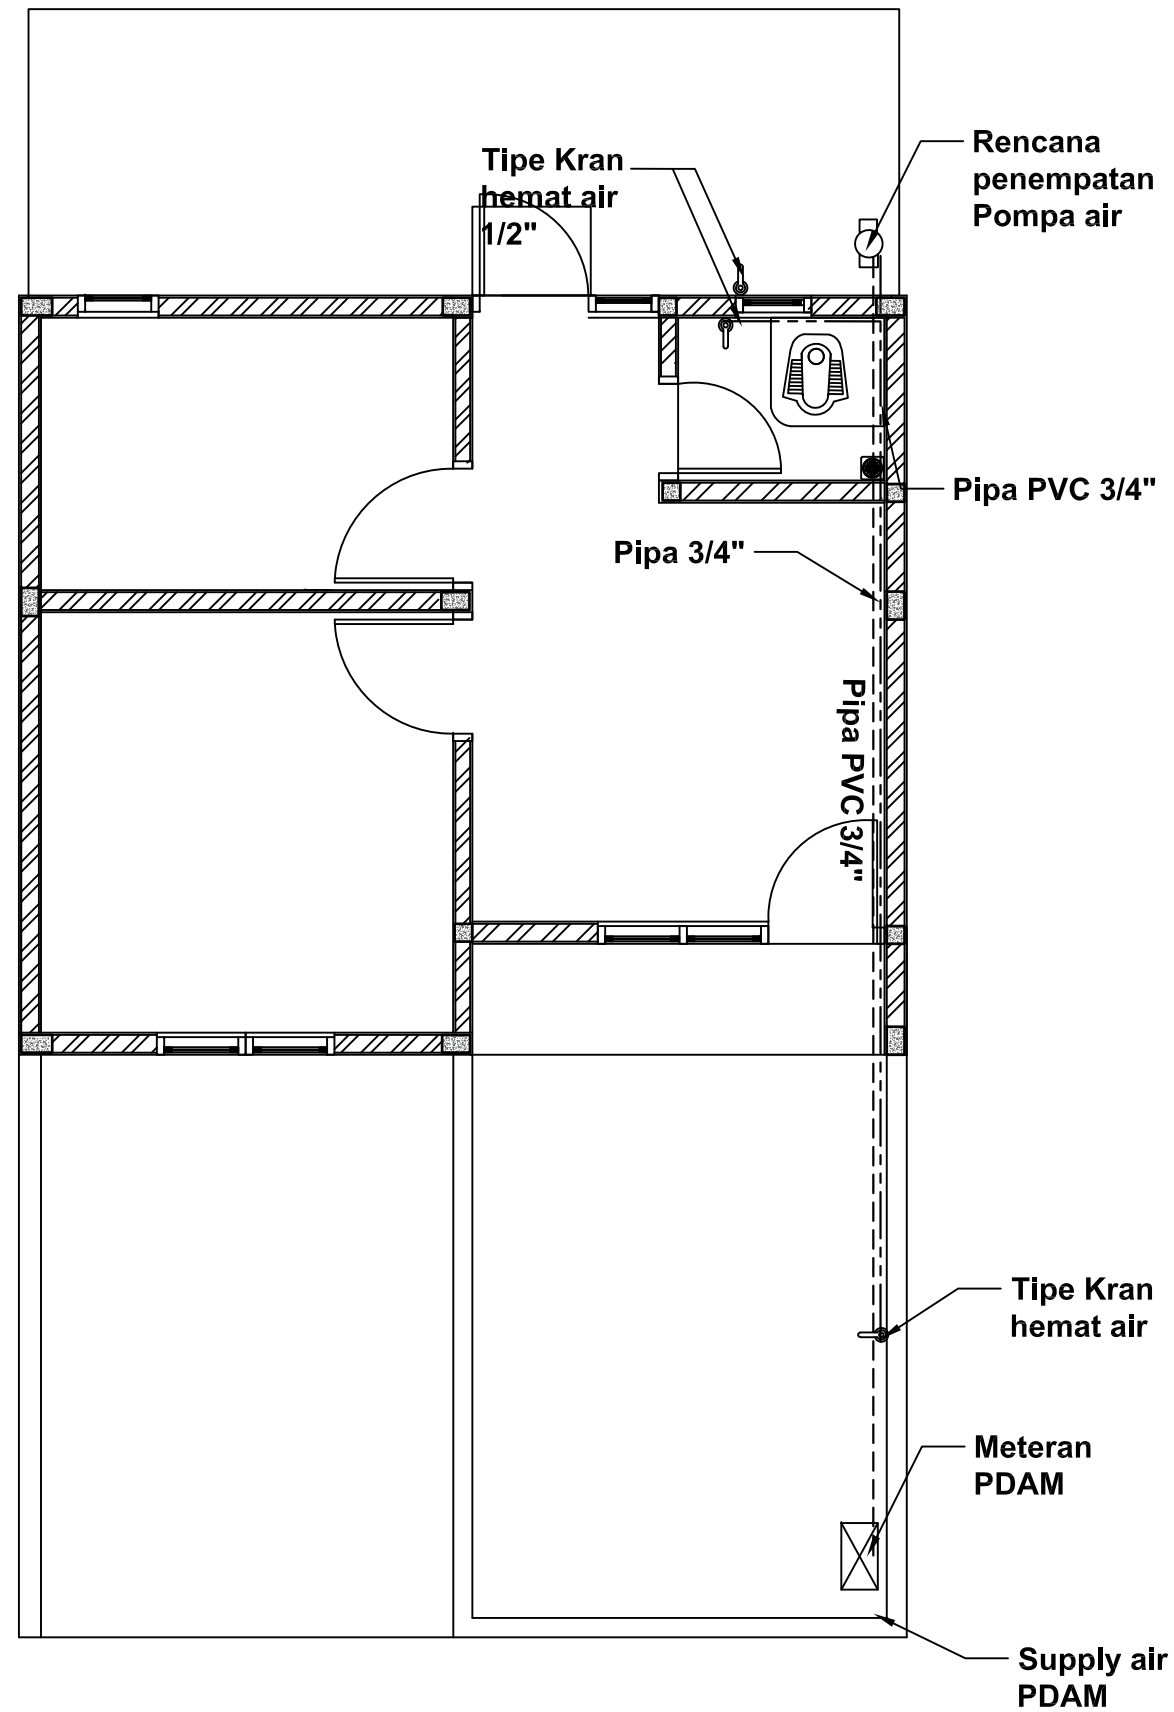 Rencana
penempatan
Pompa air
Tipe Kran
hemat air
1/2"
Pipa PVC 3/4"
Pipa 3/4"
Pipa PVC 3/4"
Tipe Kran
hemat air
Meteran
PDAM
Supply air
PDAM